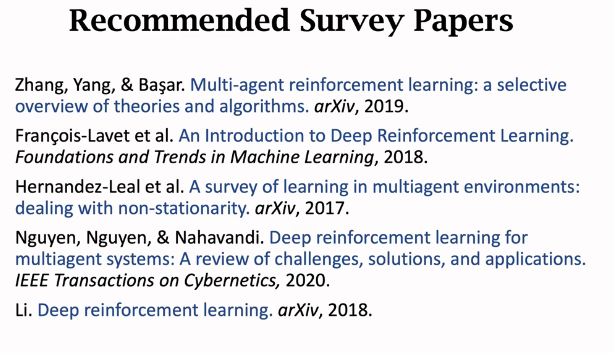 Recommended Survey Papers
Zhang, Yang, & Başar. Multi-agent reinforcement learning: a selective
overview of theories and algorithms. arXiv, 2019.
François-Lavet et al. An Introduction to Deep Reinforcement Learning.
Foundations and Trends in Machine Learning, 2018.
Hernandez-Leal et al. A survey of learning in multiagent environments:
dealing with non-stationarity. arXiv, 2017.
Nguyen, Nguyen, & Nahavandi. Deep reinforcement learning for
multiagent systems: A review of challenges, solutions, and applications.
IEEE Transactions on Cybernetics, 2020.
Li. Deep reinforcement learning. arXiv, 2018.